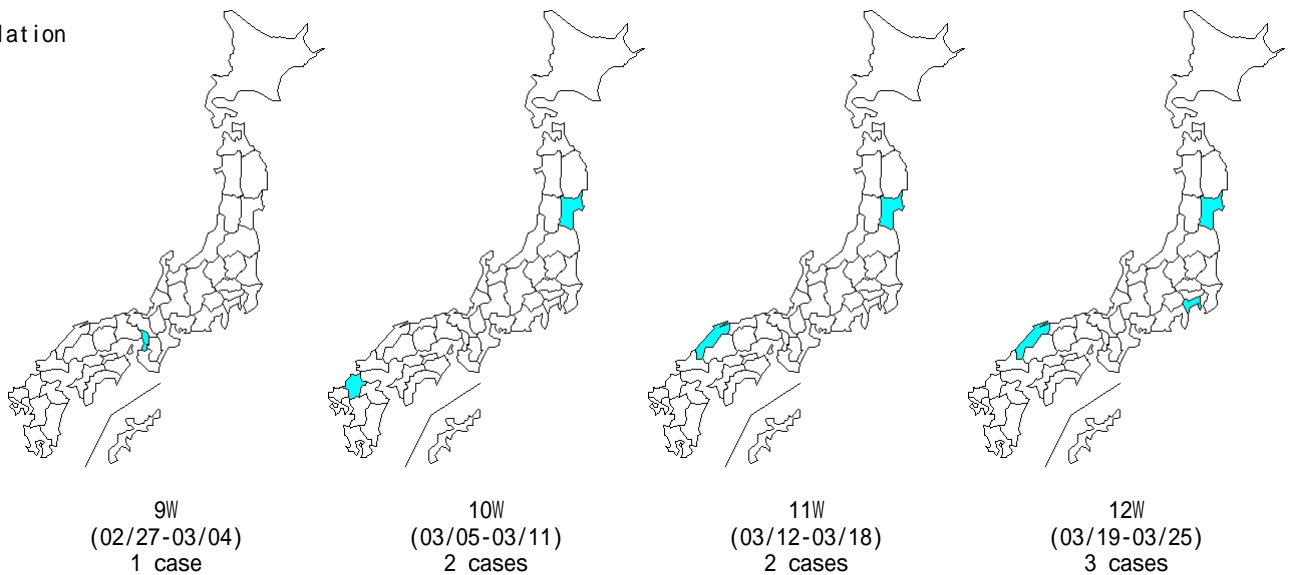 lation
9W
(02/27-03/04)
1 case
10W
(03/05-03/11)
2 cases
11W
(03/12-03/18)
2 cases
12W
(03/19-03/25)
3 cases